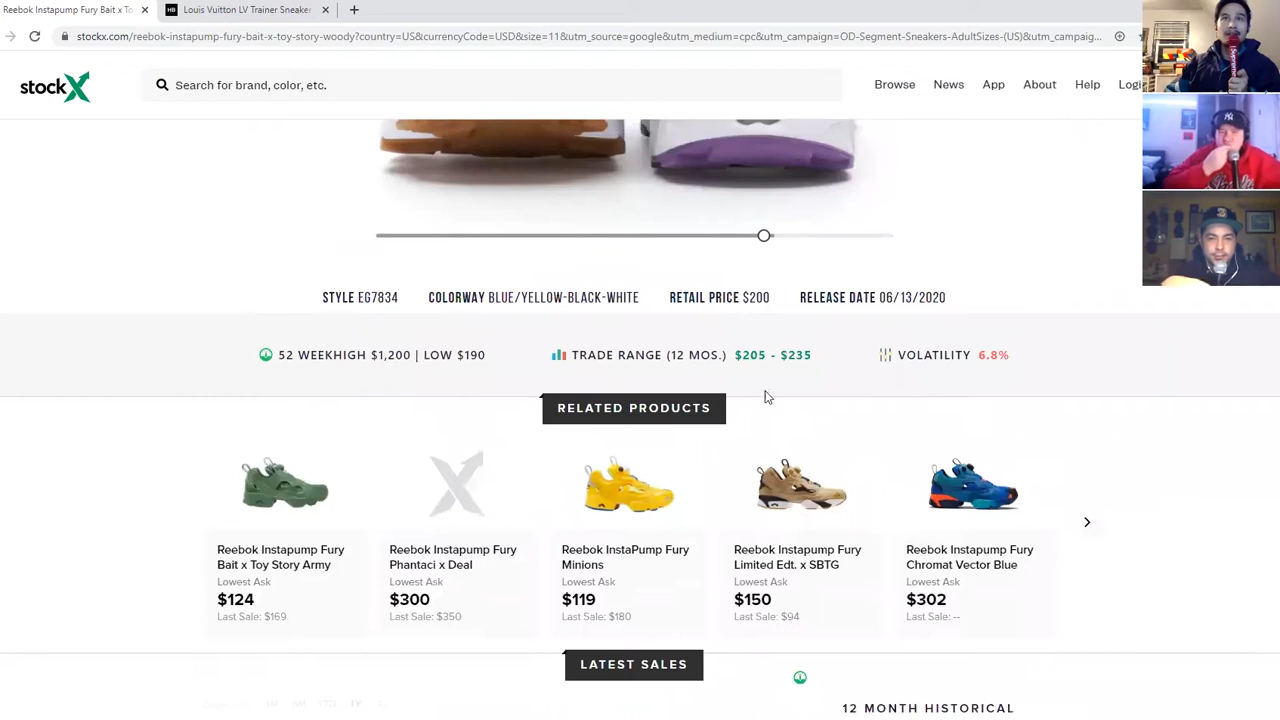 Reebok Instapump Fury Bait x To
Louis Vuitton LV Trainer Sneaker
stockx.com/reebok-instapump-fury-bait-x-toy-story-woody?country=US&currencyCode=USD&size=11&utm_source=google&utm_medium=cpc&utm_campaign=OD-Segment-Sneakers-AdultSizes-(US)&utm_campaig...
stockX
Search for brand, color, etc.
Browse News App About Help Logi
STYLE EG7834 COLORWAY BLUE/YELLOW-BLACK-WHITE RETAIL PRICE $200 RELEASE DATE 06/13/2020
52 WEEKHIGH $1,200 | LOW $190 TRADE RANGE (12 MOS.) $205 - $235 VOLATILITY 6.8%
RELATED PRODUCTS
Reebok Instapump Fury
Bait x Toy Story Army
Lowest Ask
$124
Last Sale: $169
Reebok Instapump Fury
Phantaci x Deal
Lowest Ask
$300
Last Sale: $350
Reebok InstaPump Fury
Minions
Lowest Ask
$119
Last Sale: $180
Reebok Instapump Fury
Limited Edt. x SBTG
Lowest Ask
$150
Last Sale: $94
Reebok Instapump Fury
Chromat Vector Blue
Lowest Ask
$302
Last Sale: --
LATEST SALES
12 MONTH HISTORICAL